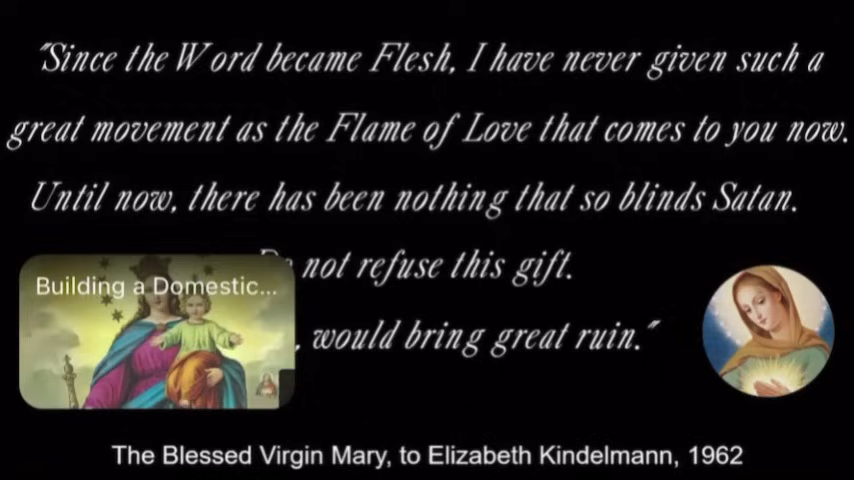 "Since the Word became Flesh, I have never given such a
great movement as the Flame of Love that comes to you now.
Until now, there has been nothing that so blinds Satan.
not refuse this gift.
, would bring great ruin."
Building a Domestic...
The Blessed Virgin Mary, to Elizabeth Kindelmann, 1962